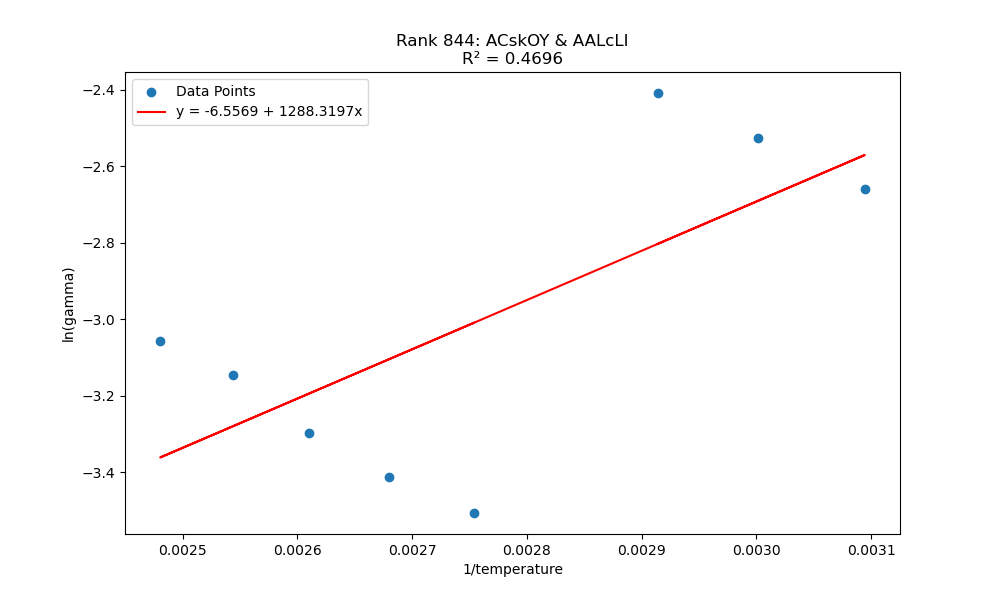 Rank 844: ACskOY & AALcLI
R² = 0.4696
Data Points
y = -6.5569 + 1288.3197x
−2.4
−2.6
−2.8
−3.0
−3.2
−3.4
ln(gamma)
0.0025 0.0026 0.0027 0.0028 0.0029 0.0030 0.0031
1/temperature